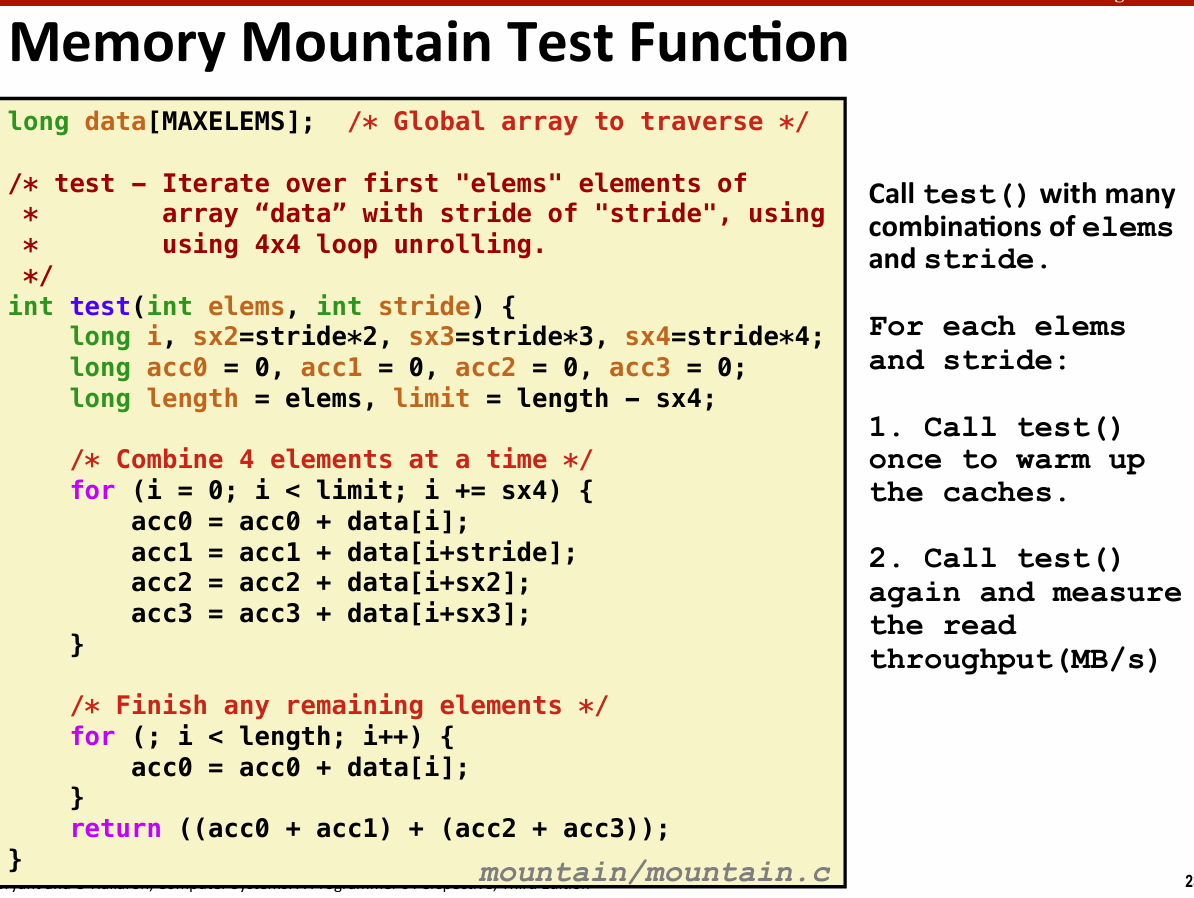 Memory Mountain Test Function
long data[MAXELEMS];  /* Global array to traverse */
/* test - Iterate over first "elems" elements of
 *        array “data” with stride of "stride", using
 *        using 4x4 loop unrolling.
 */
int test(int elems, int stride) {
    long i, sx2=stride*2, sx3=stride*3, sx4=stride*4;
    long acc0 = 0, acc1 = 0, acc2 = 0, acc3 = 0;
    long length = elems, limit = length - sx4;
    /* Combine 4 elements at a time */
    for (i = 0; i < limit; i += sx4) {
        acc0 = acc0 + data[i];
        acc1 = acc1 + data[i+stride];
        acc2 = acc2 + data[i+sx2];
        acc3 = acc3 + data[i+sx3];
    }
    /* Finish any remaining elements */
    for (; i < length; i++) {
        acc0 = acc0 + data[i];
    }
    return ((acc0 + acc1) + (acc2 + acc3));
}
mountain/mountain.c
Call test() with many
combinations of elems
and stride.
For each elems
and stride:
1. Call test()
once to warm up
the caches.
2. Call test()
again and measure
the read
throughput(MB/s)
2